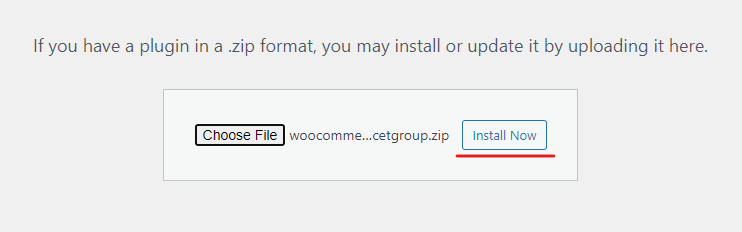 If you have a plugin in a .zip format, you may install or update it by uploading it here.
Choose File woocomme...cetgroup.zip Install Now